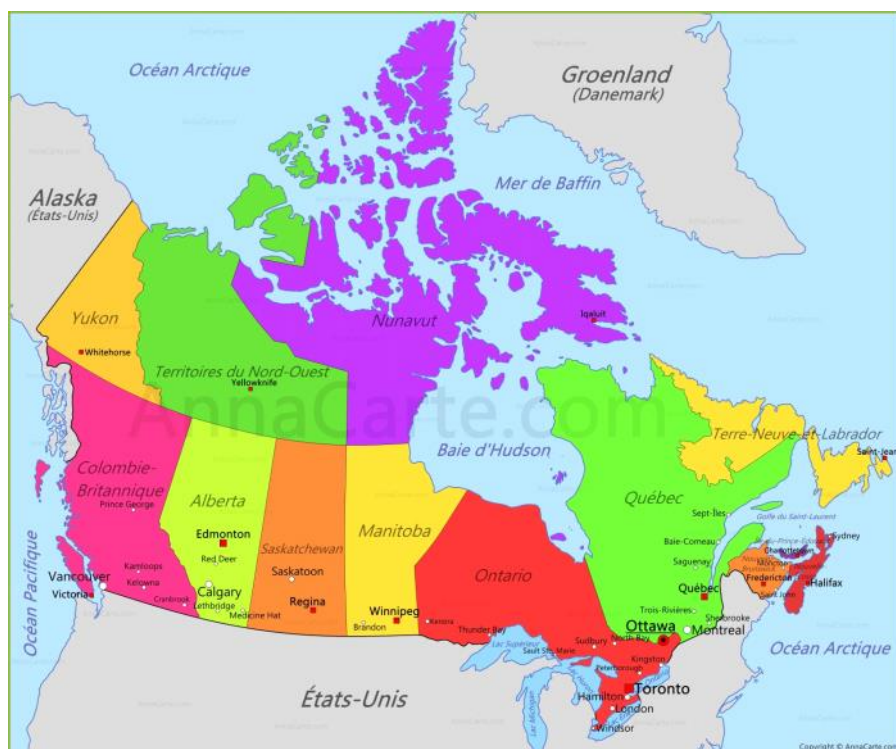 Océan Arctique
Groenland
(Danemark)
Mer de Baffin
Alaska
(États-Unis)
Yukon
Whitehorse
Nunavut
Iqaluit
Territoires du Nord-Ouest
Yellowknife
AnnaCarte.com
Baie d'Hudson
Terre-Neuve-et-Labrador
Saint-Jean
Colombie-
Britannique
Prince George
Alberta
Edmonton
Red Deer
Saskatchewan
Saskatoon
Manitoba
Québec
Sept-Îles
Golfe du Saint-Laurent
Baie-Comeau
Sydney
Charlottetown
Moncton
Saguenay
Ontario
Océan Pacifique
Vancouver
Victoria
Kamloops
Kelowna
Cranbrook
Calgary
Lethbridge
Medicine Hat
Regina
Winnipeg
Brandon
Kenora
Thunder Bay
Québec
Fredericton
Saint John
Halifax
Trois-Rivières
Sherbrooke
Ottawa
Montreal
Lac Supérieur
Sudbury
North Bay
Sault Ste. Marie
Kingston
Peterborough
Toronto
Hamilton
London
Windsor
Lac Michigan
États-Unis
Océan Arctique
Copyright © AnnaCarte.com